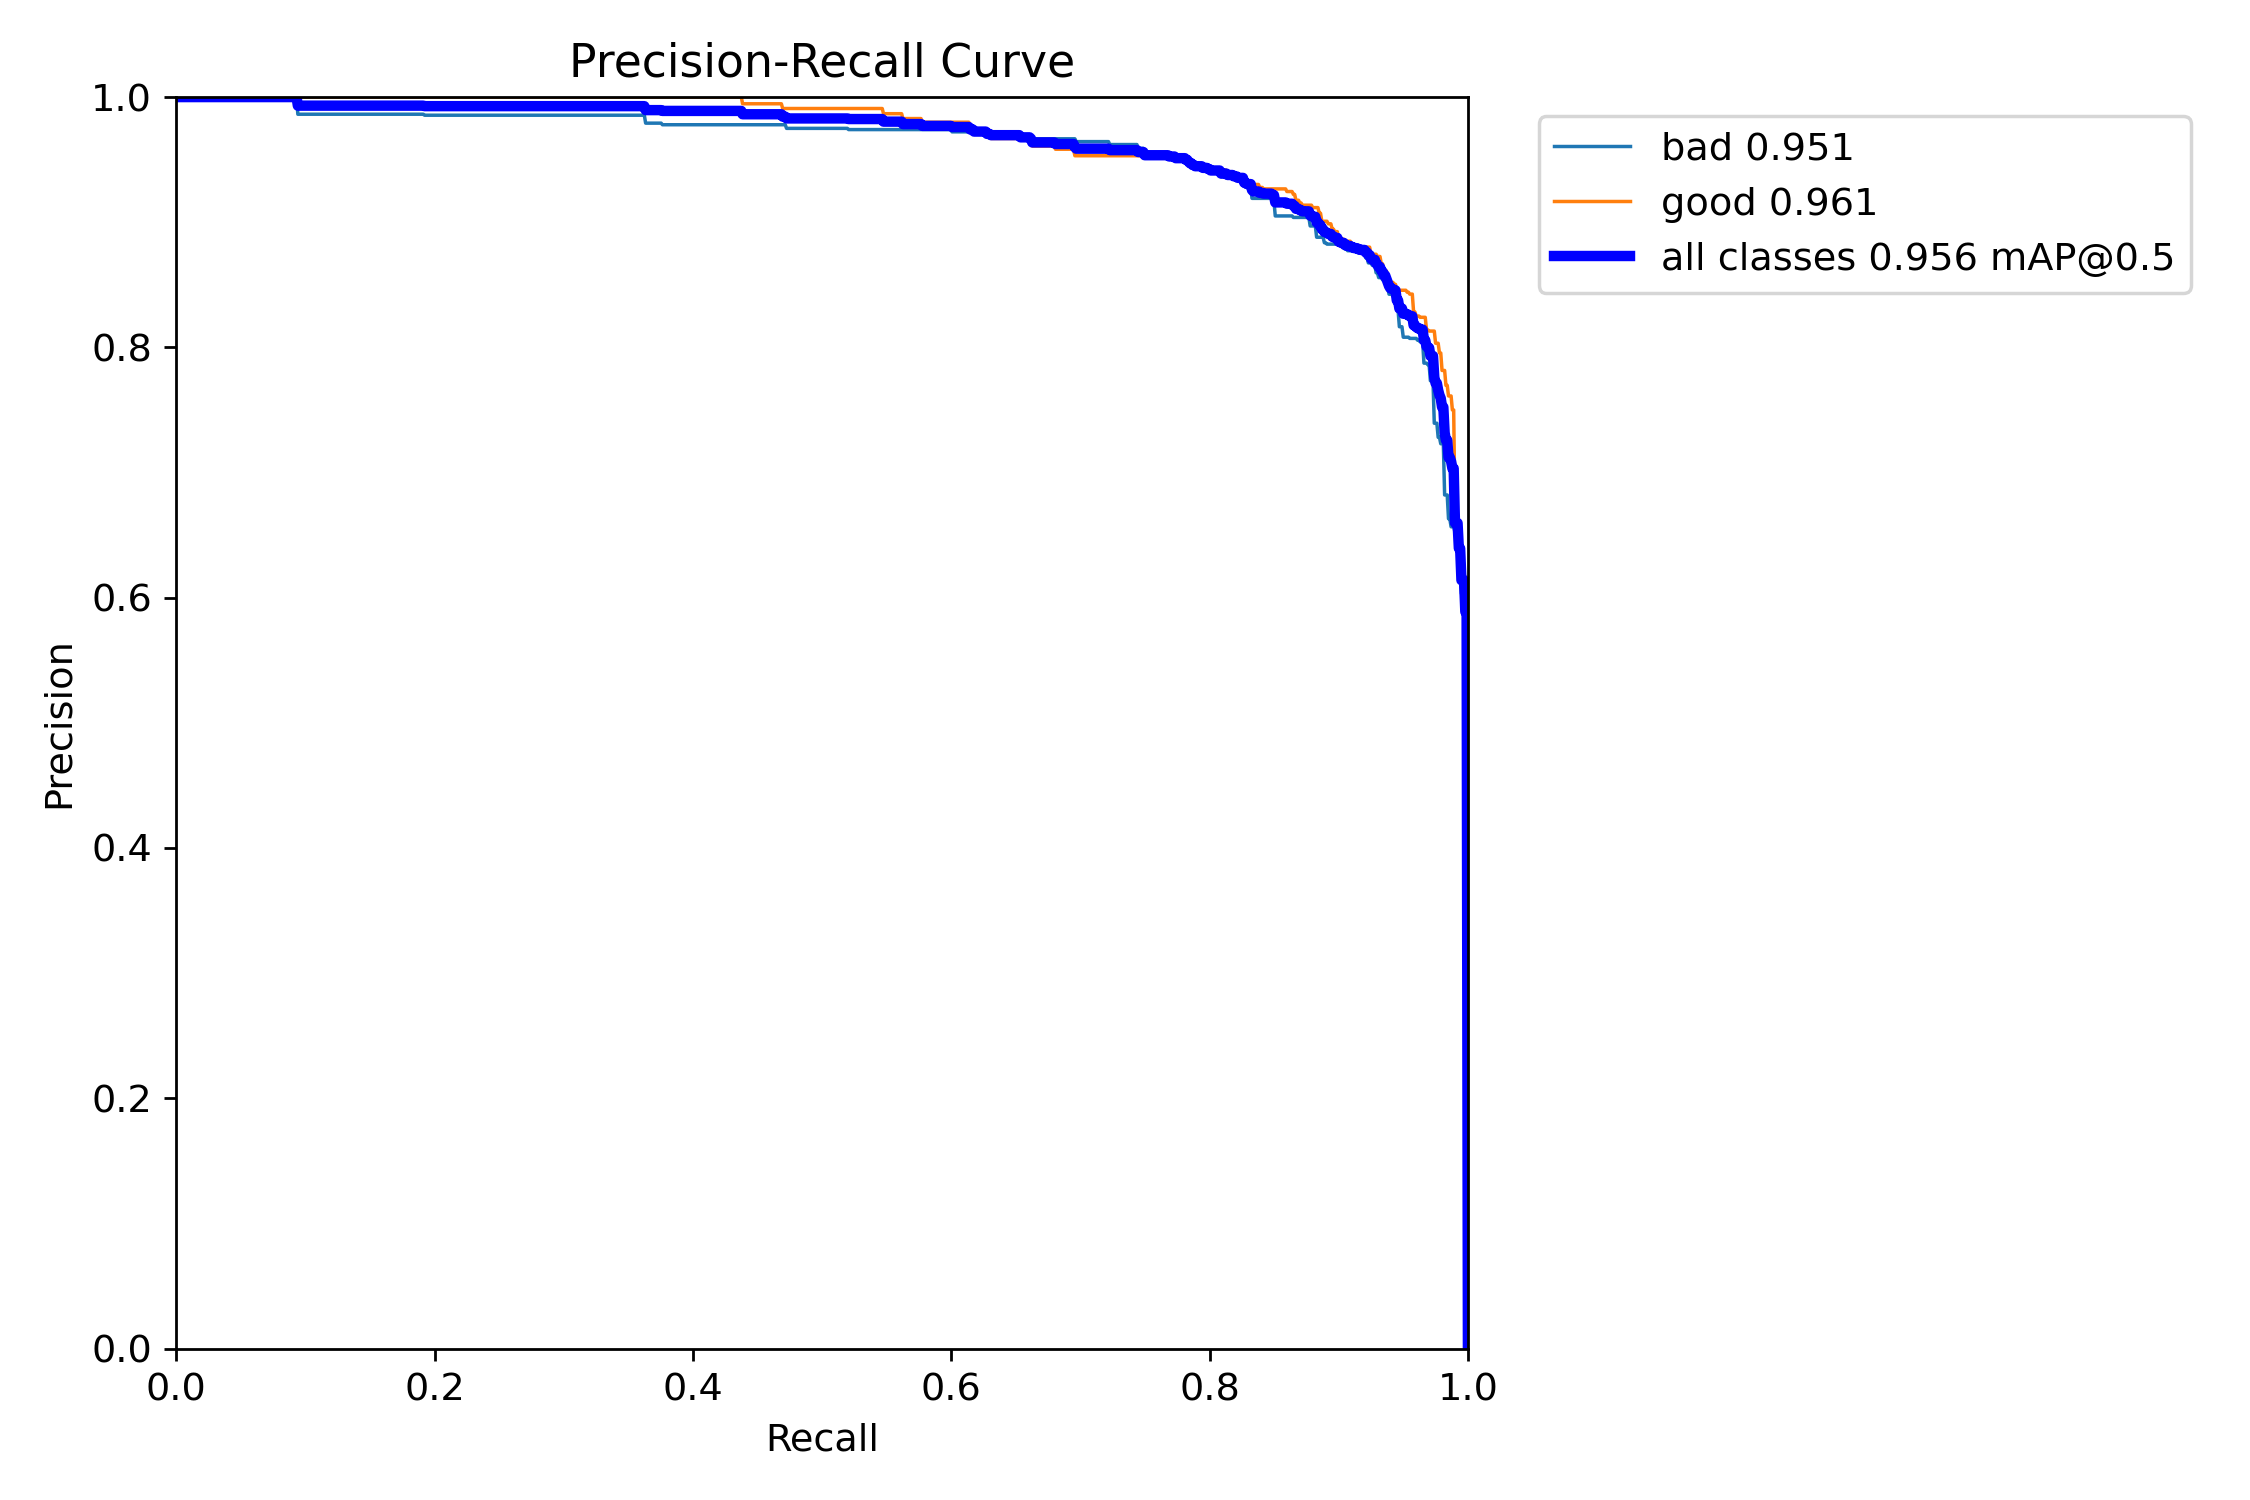 Precision-Recall Curve
1.0
0.8
0.6
0.4
0.2
0.0
Precision
0.0 0.2 0.4 0.6 0.8 1.0
Recall
bad 0.951
good 0.961
all classes 0.956 mAP@0.5